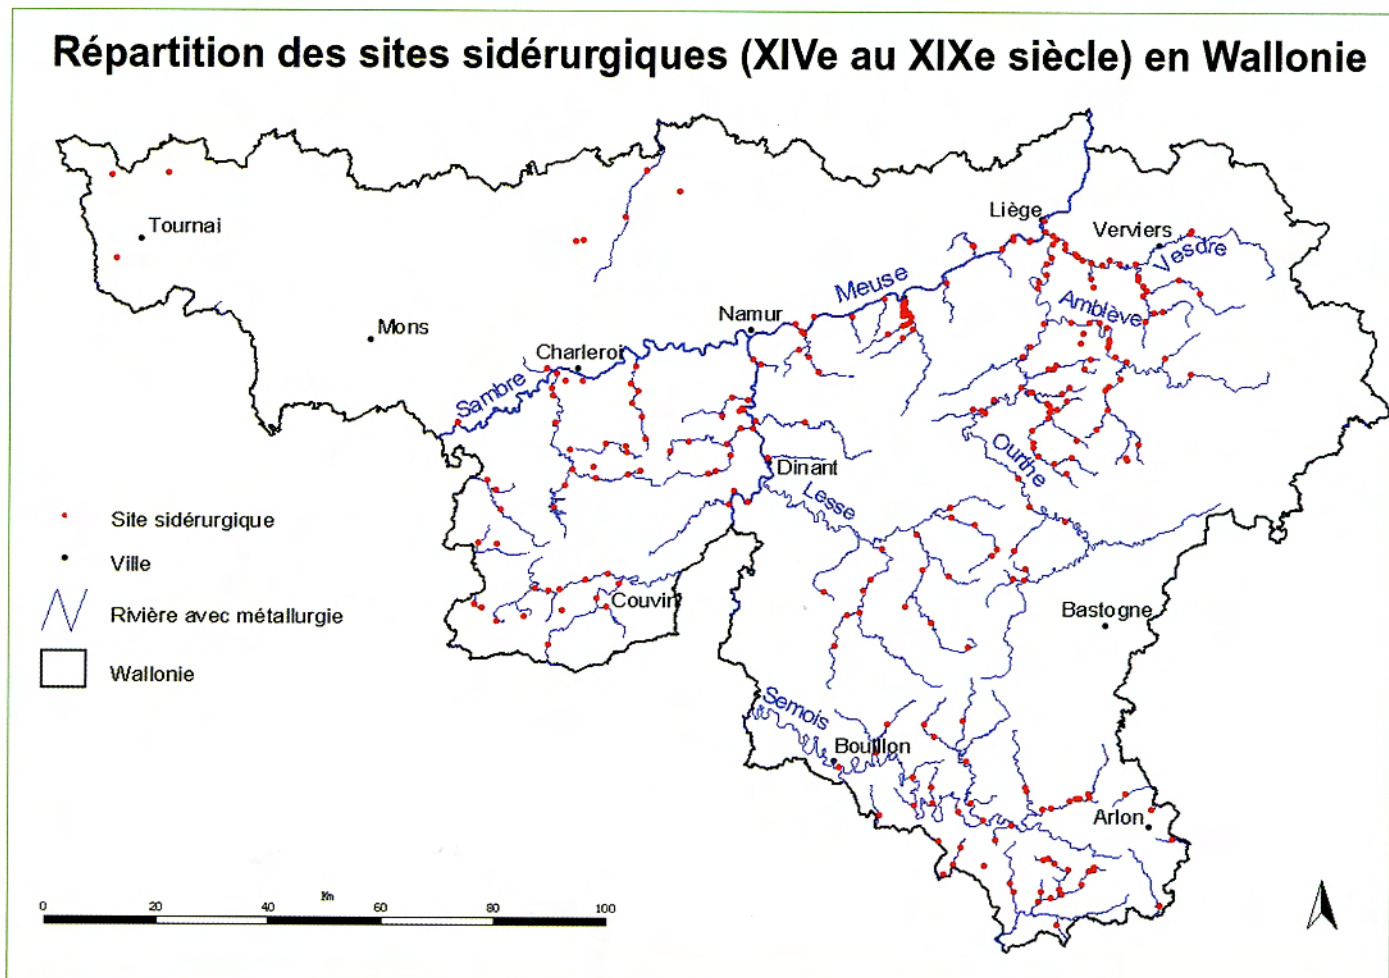 Répartition des sites sidérurgiques (XIVe au XIXe siècle) en Wallonie
Tournai
Liège
Verviers
Vesdre
Meuse
Amblève
Mons
Namur
Charleroi
Sambre
Dinant
Ourthe
Lesse
Site sidérurgique
Ville
Rivière avec métallurgie
Wallonie
Couvin
Bastogne
Semois
Bouillon
Arlon
Km
0 20 40 60 80 100